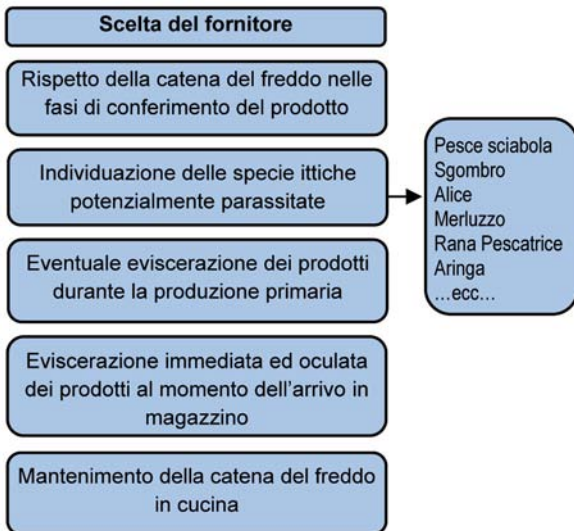 Scelta del fornitore
Rispetto della catena del freddo nelle
fasi di conferimento del prodotto
Individuazione delle specie ittiche
potenzialmente parassitate
Pesce sciabola
Sgombro
Alice
Merluzzo
Rana Pescatrice
Aringa
…ecc…
Eventuale eviscerazione dei prodotti
durante la produzione primaria
Eviscerazione immediata ed oculata
dei prodotti al momento dell’arrivo in
magazzino
Mantenimento della catena del freddo
in cucina